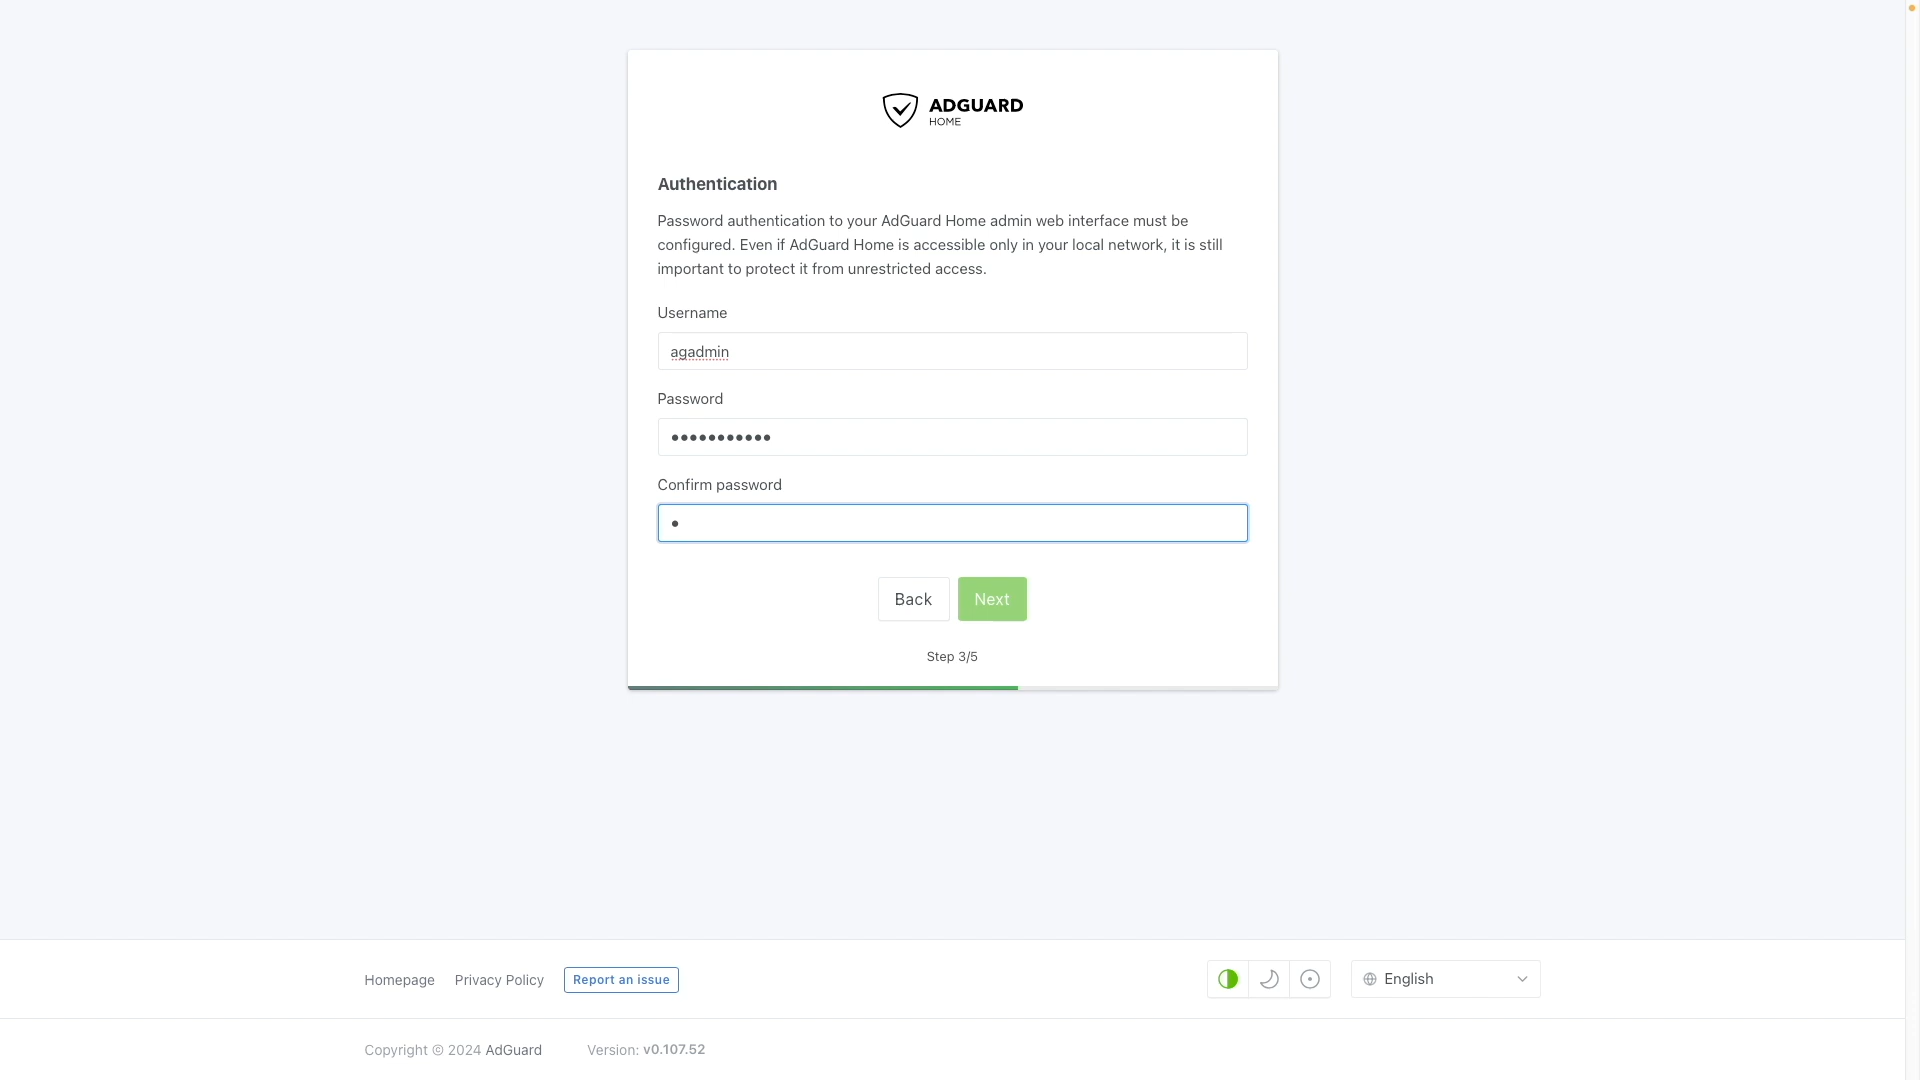 ADGUARD
HOME
Authentication
Password authentication to your AdGuard Home admin web interface must be
configured. Even if AdGuard Home is accessible only in your local network, it is still
important to protect it from unrestricted access.
Username
agadmin
Password
•••••••••••
Confirm password
•
Back Next
Step 3/5
Homepage Privacy Policy Report an issue English
Copyright © 2024 AdGuard Version: v0.107.52